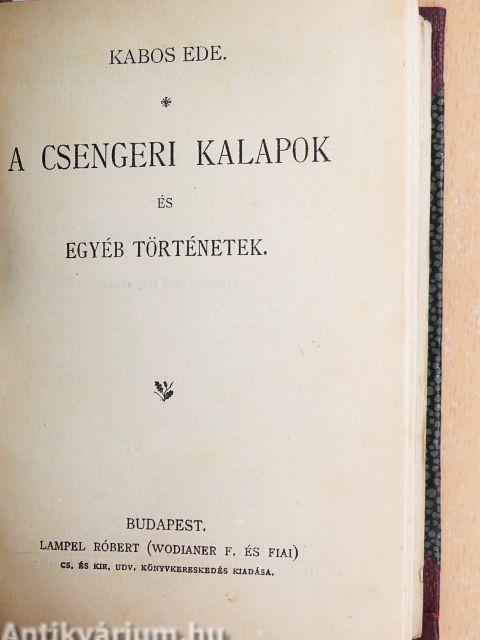 KABOS EDE.
A CSENGERI KALAPOK
ÉS
EGYÉB TÖRTÉNETEK.
BUDAPEST.
LAMPEL RÓBERT (WODIANER F. ÉS FIAI)
CS. ÉS KIR. UDV. KÖNYVKERESKEDÉS KIADÁSA.
Antikvárium.hu